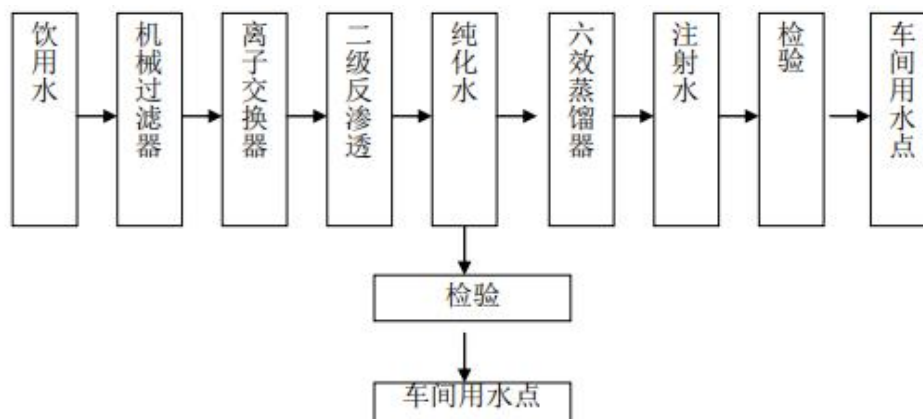 饮用水
机械过滤器
离子交换器
二级反渗透
纯化水
六效蒸馏器
注射水
检验
车间用水点
检验
车间用水点